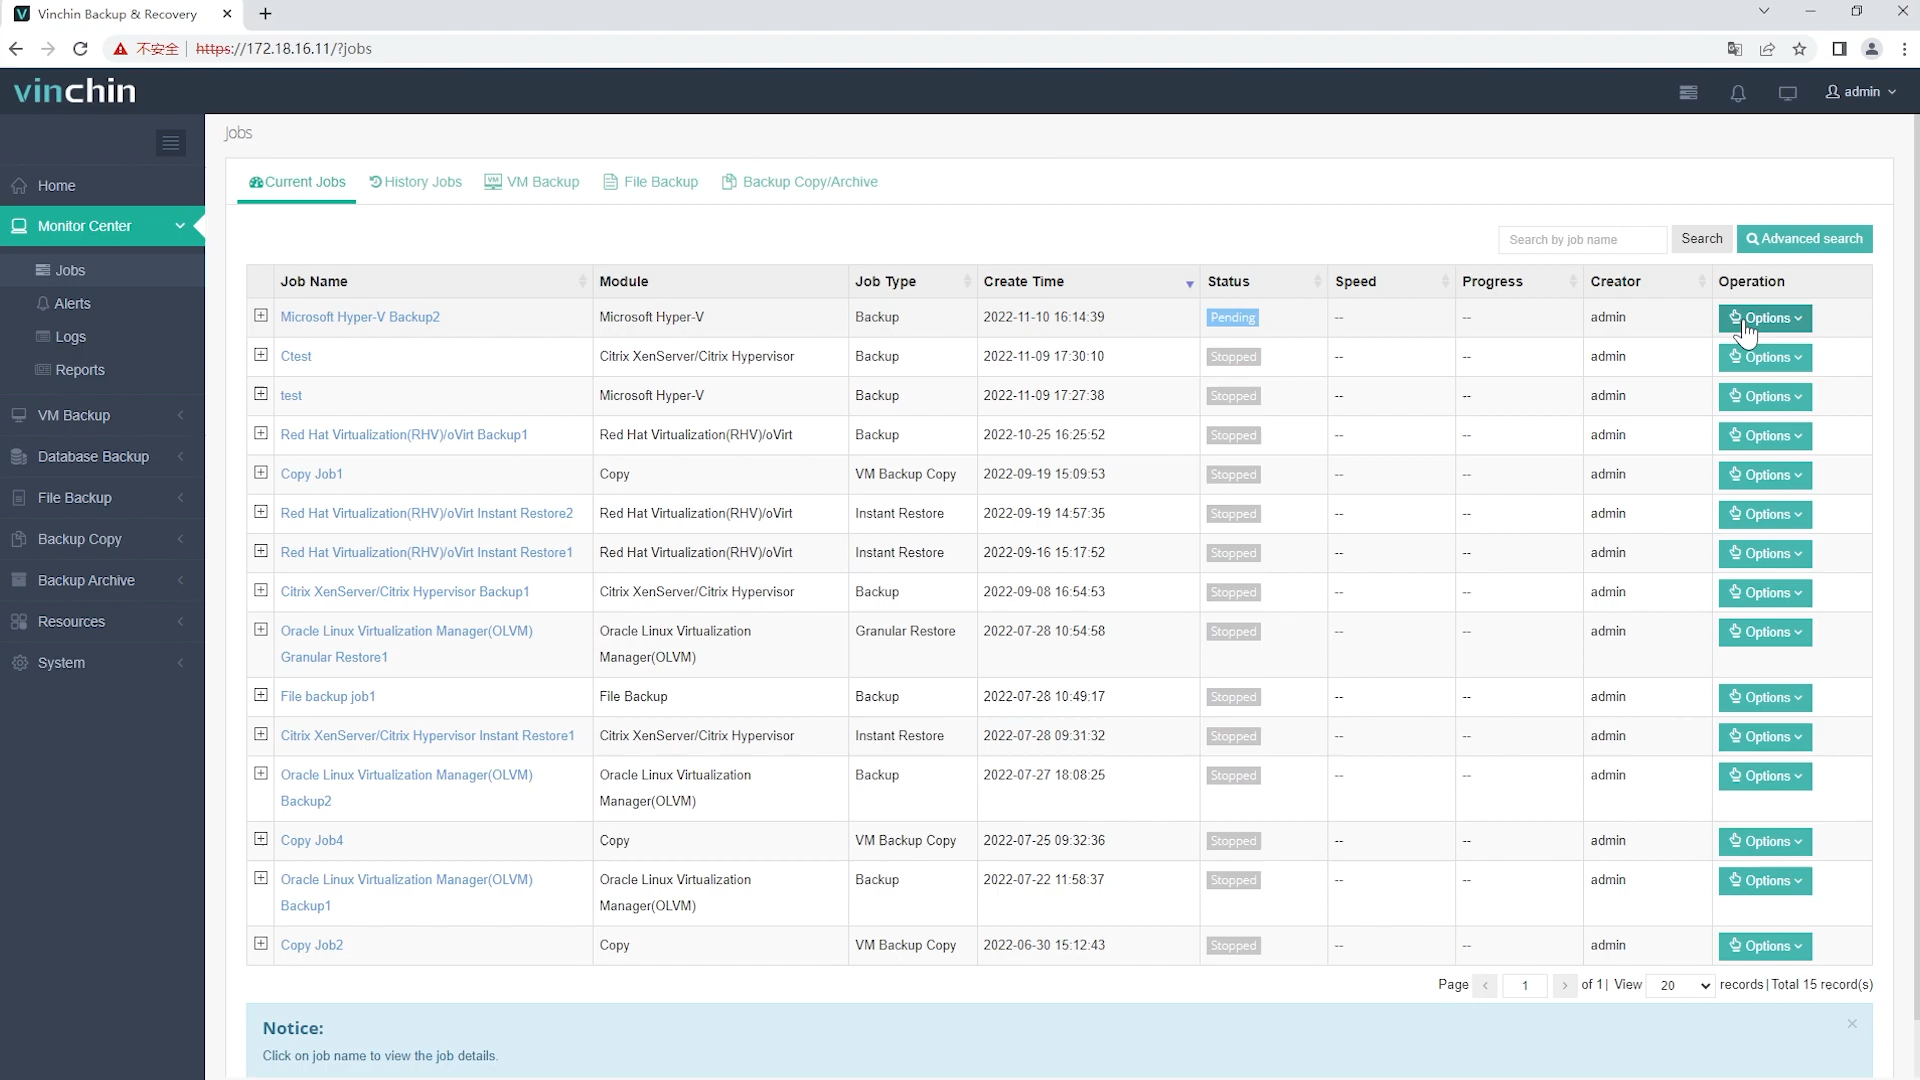 Vinchin Backup & Recovery
不安全 https://172.18.16.11/?jobs
vinchin
admin
Jobs
Home
Monitor Center
Jobs
Alerts
Logs
Reports
VM Backup
Database Backup
File Backup
Backup Copy
Backup Archive
Resources
System
Current Jobs History Jobs VM Backup File Backup Backup Copy/Archive
Search by job name Search Advanced search
Job Name Module Job Type Create Time Status Speed Progress Creator Operation
Microsoft Hyper-V Backup2 Microsoft Hyper-V Backup 2022-11-10 16:14:39 Pending -- -- admin Options
Ctest Citrix XenServer/Citrix Hypervisor Backup 2022-11-09 17:30:10 Stopped -- -- admin Options
test Microsoft Hyper-V Backup 2022-11-09 17:27:38 Stopped -- -- admin Options
Red Hat Virtualization(RHV)/oVirt Backup1 Red Hat Virtualization(RHV)/oVirt Backup 2022-10-25 16:25:52 Stopped -- -- admin Options
Copy Job1 Copy VM Backup Copy 2022-09-19 15:09:53 Stopped -- -- admin Options
Red Hat Virtualization(RHV)/oVirt Instant Restore2 Red Hat Virtualization(RHV)/oVirt Instant Restore 2022-09-19 14:57:35 Stopped -- -- admin Options
Red Hat Virtualization(RHV)/oVirt Instant Restore1 Red Hat Virtualization(RHV)/oVirt Instant Restore 2022-09-16 15:17:52 Stopped -- -- admin Options
Citrix XenServer/Citrix Hypervisor Backup1 Citrix XenServer/Citrix Hypervisor Backup 2022-09-08 16:54:53 Stopped -- -- admin Options
Oracle Linux Virtualization Manager(OLVM) Oracle Linux Virtualization Granular Restore 2022-07-28 10:54:58 Stopped -- -- admin Options
Granular Restore1 Manager(OLVM)
File backup job1 File Backup Backup 2022-07-28 10:49:17 Stopped -- -- admin Options
Citrix XenServer/Citrix Hypervisor Instant Restore1 Citrix XenServer/Citrix Hypervisor Instant Restore 2022-07-28 09:31:32 Stopped -- -- admin Options
Oracle Linux Virtualization Manager(OLVM) Oracle Linux Virtualization Backup 2022-07-27 18:08:25 Stopped -- -- admin Options
Backup2 Manager(OLVM)
Copy Job4 Copy VM Backup Copy 2022-07-25 09:32:36 Stopped -- -- admin Options
Oracle Linux Virtualization Manager(OLVM) Oracle Linux Virtualization Backup 2022-07-22 11:58:37 Stopped -- -- admin Options
Backup1 Manager(OLVM)
Copy Job2 Copy VM Backup Copy 2022-06-30 15:12:43 Stopped -- -- admin Options
Page < 1 > of 1 | View 20 records | Total 15 record(s)
Notice:
Click on job name to view the job details.